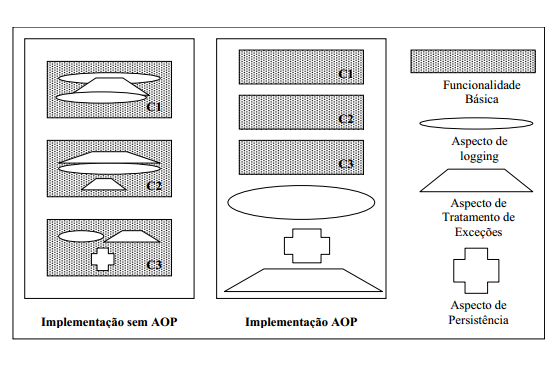 C1
C2
C3
Implementação sem AOP
C1
C2
C3
Implementação AOP
Funcionalidade
Básica
Aspecto de
logging
Aspecto de
Tratamento de
Exceções
Aspecto de
Persistência